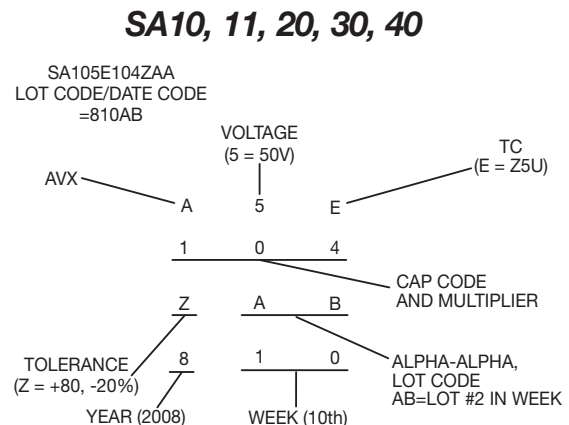 SA10, 11, 20, 30, 40
SA105E104ZAA
LOT CODE/DATE CODE
=810AB
VOLTAGE
(5 = 50V)
TC
(E = Z5U)
AVX
A 5 E
1 0 4
CAP CODE
AND MULTIPLIER
Z A B
TOLERANCE
(Z = +80, -20%)
8 1 0
ALPHA-ALPHA,
LOT CODE
AB=LOT #2 IN WEEK
YEAR (2008)
WEEK (10th)